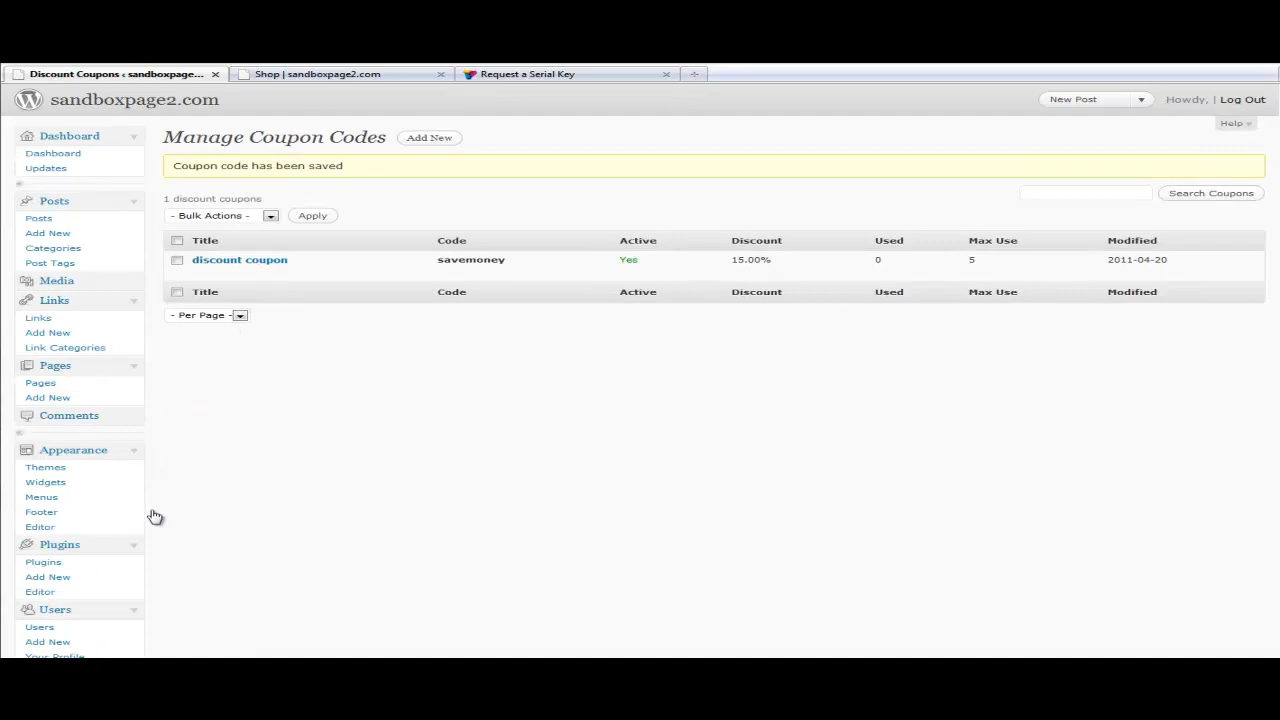 Discount Coupons ‹ sandboxpage... Shop | sandboxpage2.com Request a Serial Key
sandboxpage2.com New Post Howdy, | Log Out
Help
Manage Coupon Codes Add New
Coupon code has been saved
1 discount coupons
Search Coupons
- Bulk Actions - Apply
Title Code Active Discount Used Max Use Modified
discount coupon savemoney Yes 15.00% 0 5 2011-04-20
Title Code Active Discount Used Max Use Modified
- Per Page -
Dashboard
Dashboard
Updates
Posts
Posts
Add New
Categories
Post Tags
Media
Links
Links
Add New
Link Categories
Pages
Pages
Add New
Comments
Appearance
Themes
Widgets
Menus
Footer
Editor
Plugins
Plugins
Add New
Editor
Users
Users
Add New
Your Profile